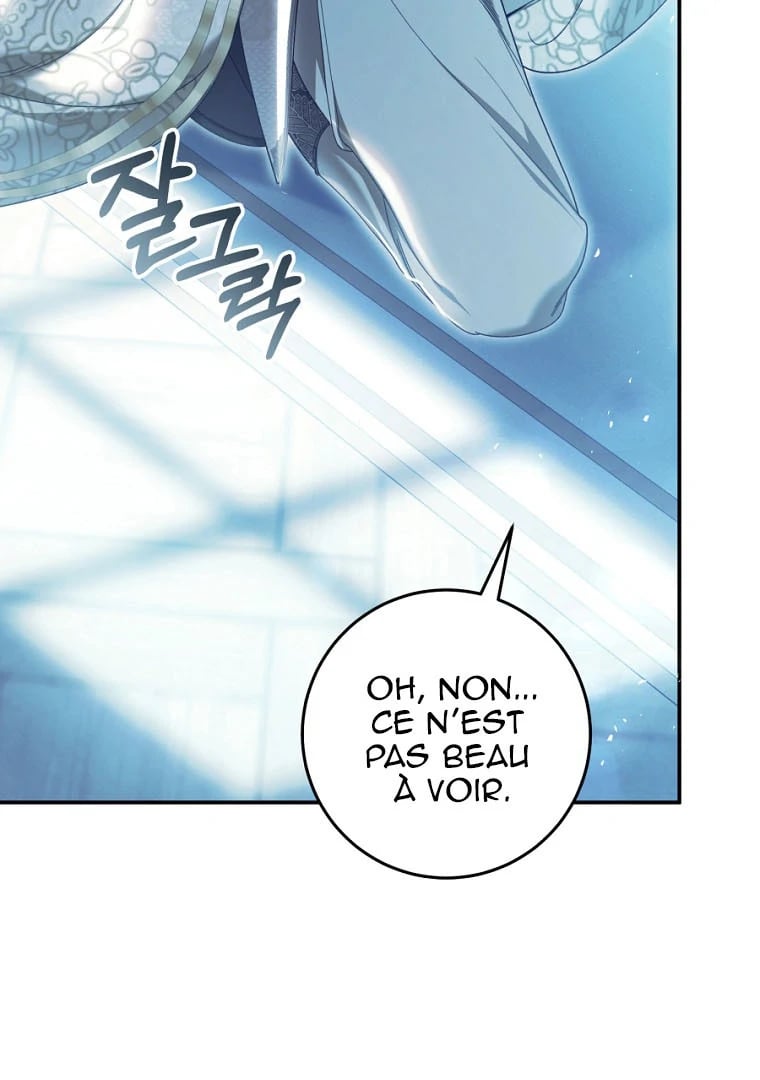 잘그락
OH, NON...
CE N'EST
PAS BEAU
À VOIR.